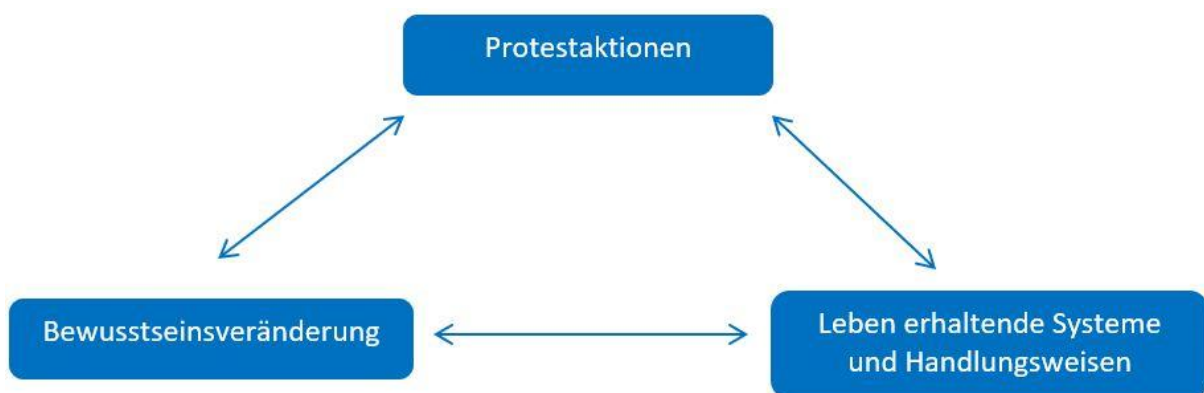 Protestaktionen
Bewusstseinsveränderung
Leben erhaltende Systeme
und Handlungsweisen